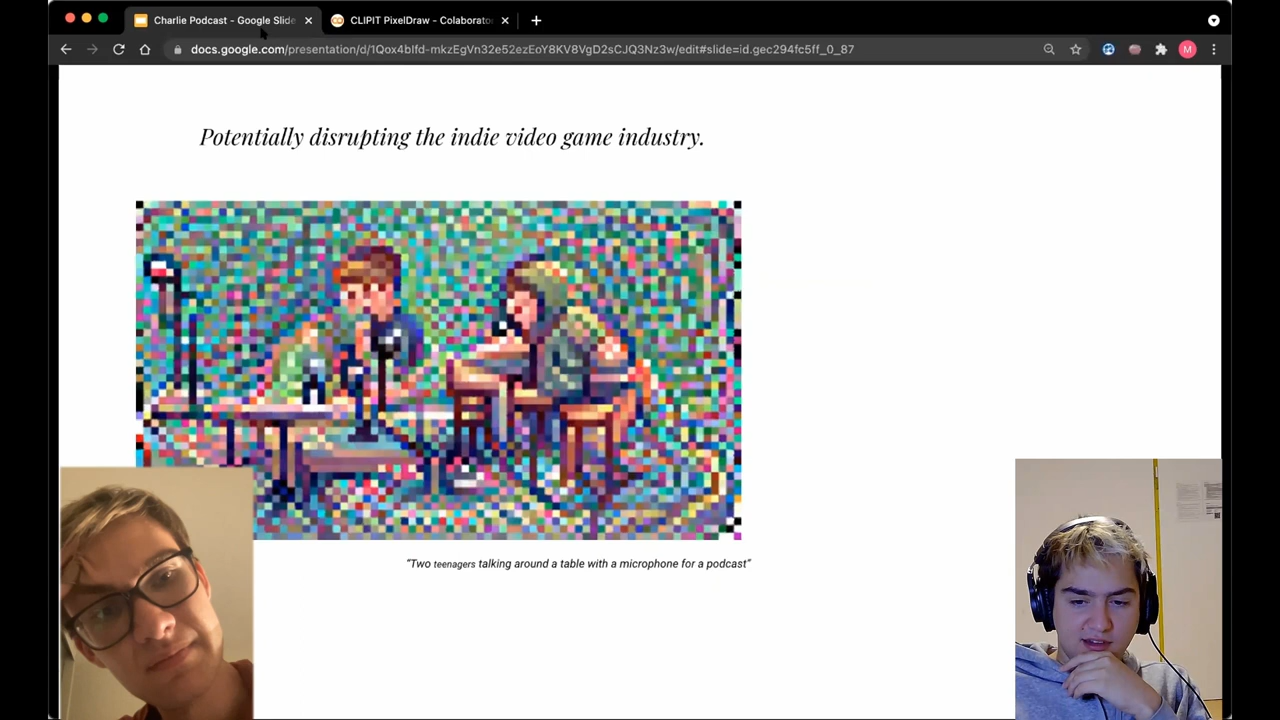 Charlie Podcast - Google Slide
CLIPIT PixelDraw - Colaborato
docs.google.com/presentation/d/1Qox4blfd-mkzEgVn32e52ezEoY8KV8VgD2sCJQ3Nz3w/edit#slide=id.gec294fc5ff_0_87
M
Potentially disrupting the indie video game industry.
“Two teenagers talking around a table with a microphone for a podcast”